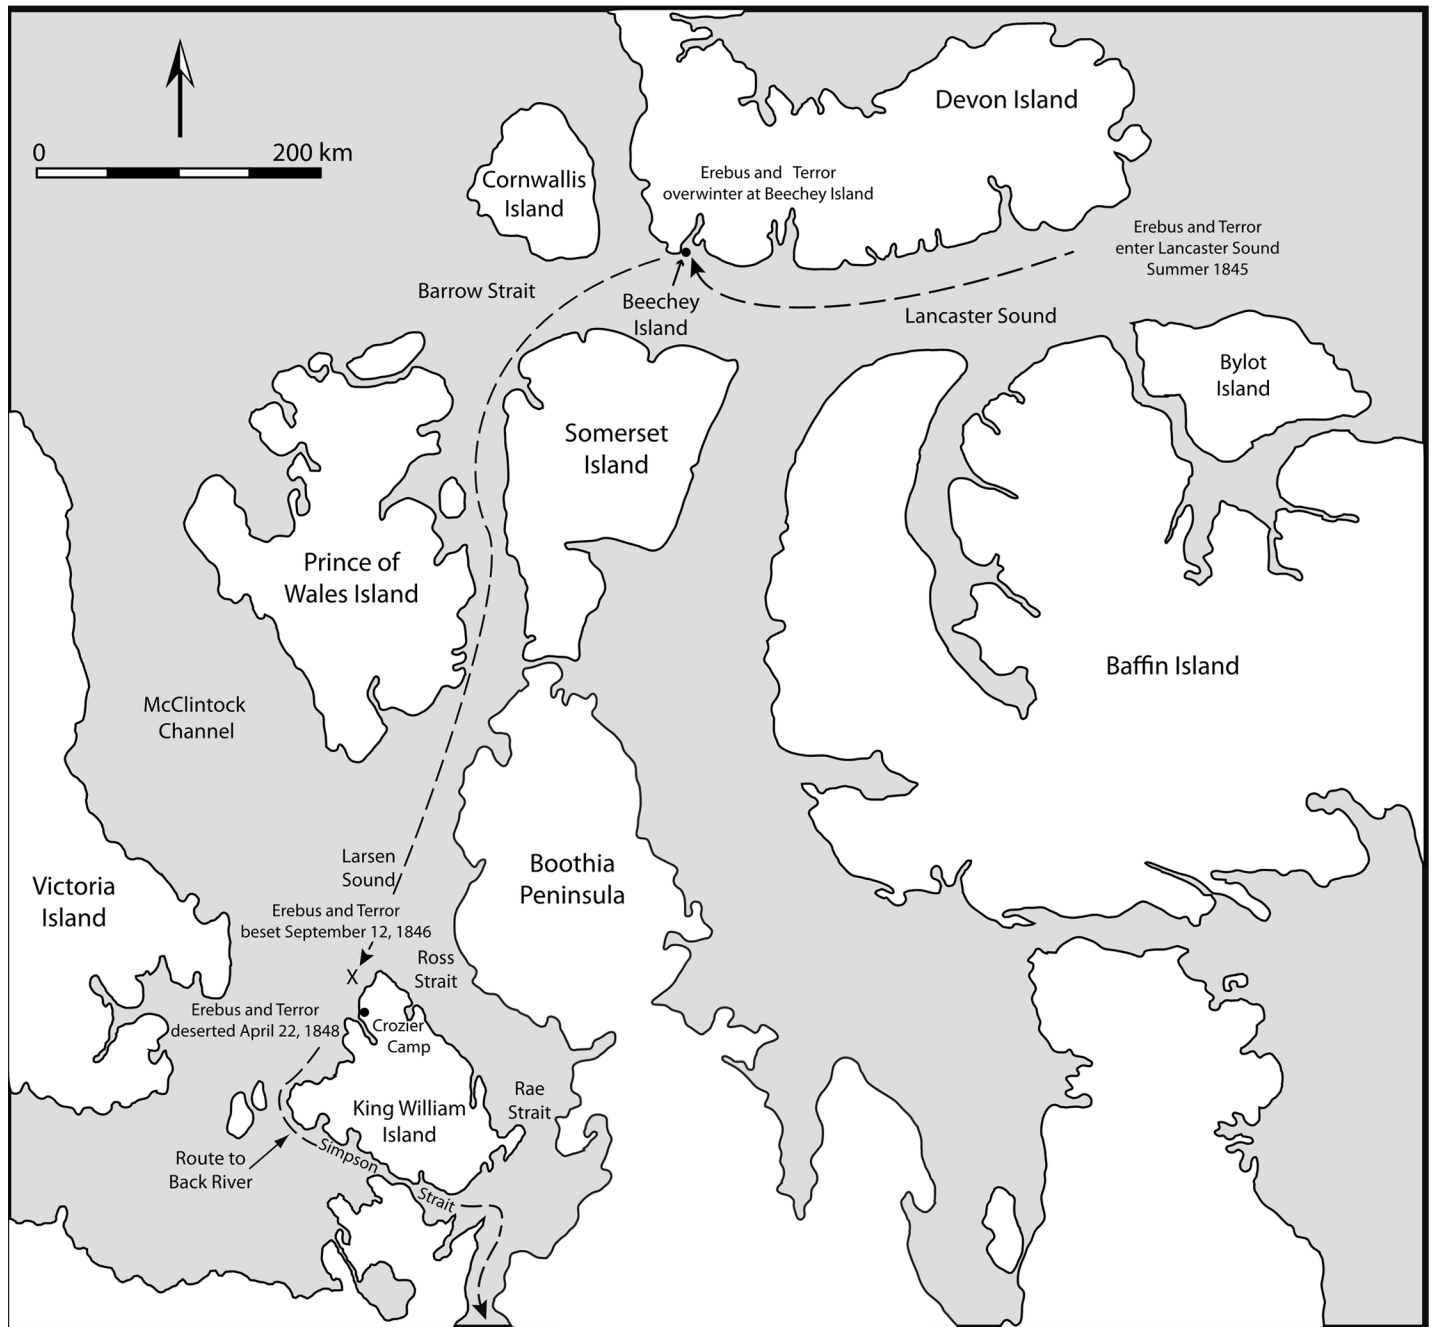 Devon Island
0
200 km
Cornwallis
Island
Erebus and Terror
overwinter at Beechey Island
Erebus and Terror
enter Lancaster Sound
Summer 1845
Barrow Strait
Beechey
Island
Lancaster Sound
Bylot
Island
Somerset
Island
Prince of
Wales Island
Baffin Island
McClintock
Channel
Larsen
Sound
Boothia
Peninsula
Victoria
Island
Erebus and Terror
beset September 12, 1846
Ross
Strait
X
Erebus and Terror
deserted April 22, 1848
Crozier
Camp
Rae
Strait
King William
Island
Simpson
Strait
Route to
Back River